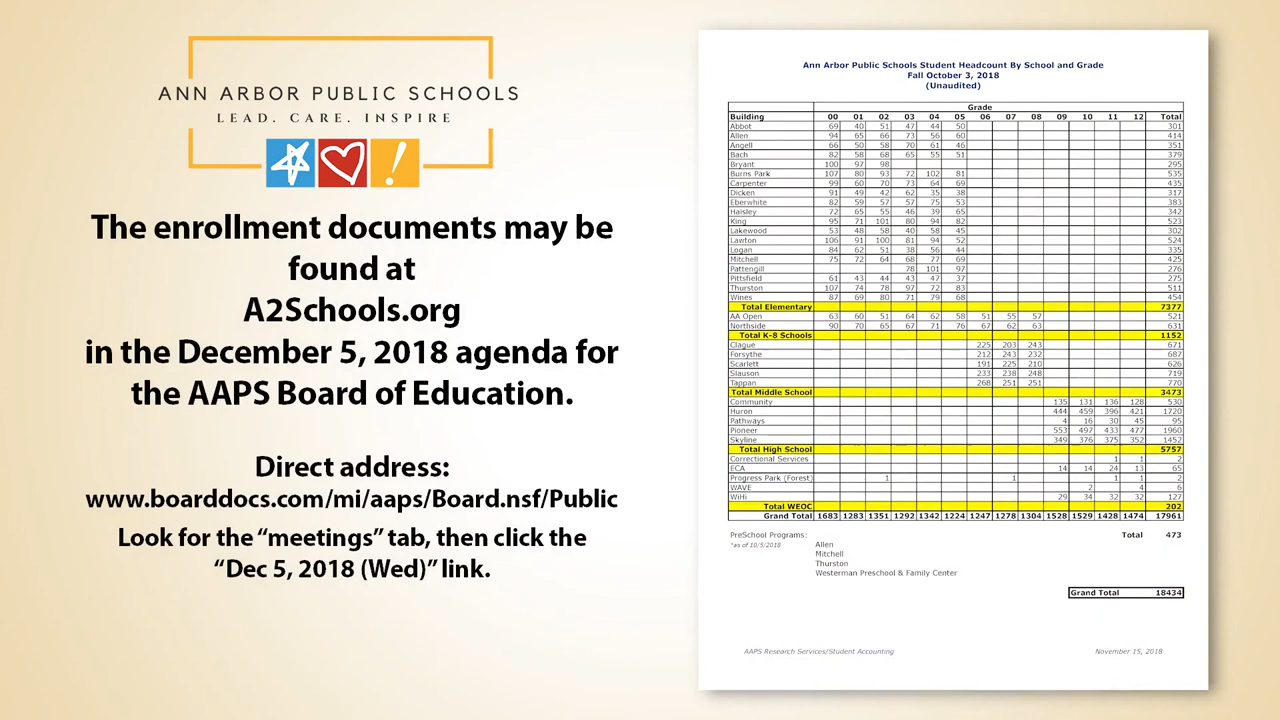 ANN ARBOR PUBLIC SCHOOLS
LEAD. CARE. INSPIRE
The enrollment documents may be
found at
A2Schools.org
in the December 5, 2018 agenda for
the AAPS Board of Education.
Direct address:
www.boarddocs.com/mi/aaps/Board.nsf/Public
Look for the “meetings” tab, then click the
“Dec 5, 2018 (Wed)” link.
Ann Arbor Public Schools Student Headcount By School and Grade
Fall October 3, 2018
(Unaudited)
Grade
Building 00 01 02 03 04 05 06 07 08 09 10 11 12 Total
Abbot 69 40 51 47 44 50 301
Allen 94 65 66 73 56 60 414
Angell 66 50 58 70 61 46 351
Bach 82 58 68 65 55 51 379
Bryant 100 97 98 295
Burns Park 107 80 93 72 102 81 535
Carpenter 99 60 70 73 64 69 435
Dicken 91 49 42 62 35 38 317
Eberwhite 82 59 57 57 75 53 383
Haisley 72 65 55 46 39 65 342
King 95 71 101 80 94 82 523
Lakewood 53 48 58 40 58 45 302
Lawton 106 91 100 81 94 52 524
Logan 84 62 51 38 56 44 335
Mitchell 75 72 64 68 77 69 425
Pattengill 78 101 97 276
Pittsfield 61 43 44 43 47 37 275
Thurston 107 74 78 97 72 83 511
Wines 87 69 80 71 79 68 454
Total Elementary 7377
AA Open 63 60 51 64 62 58 51 55 57 521
Northside 90 70 65 67 71 76 67 62 63 631
Total K-8 Schools 1152
Clague 225 203 243 671
Forsythe 212 243 232 687
Scarlett 191 225 210 626
Slauson 233 238 248 719
Tappan 268 251 251 770
Total Middle School 3473
Community 135 131 136 128 530
Huron 444 459 396 421 1720
Pathways 4 16 30 45 95
Pioneer 553 497 433 477 1960
Skyline 349 376 375 352 1452
Total High School 5757
Correctional Services 1 1 2
ECA 14 14 24 13 65
Progress Park (Forest) 1 1 1 1 2
WAVE 2 4 6
WiHi 29 34 32 32 127
Total WEOC 202
Grand Total 1683 1283 1351 1292 1342 1224 1247 1278 1304 1528 1529 1428 1474 17961
PreSchool Programs: Total 473
*as of 10/5/2018 Allen
Mitchell
Thurston
Westerman Preschool & Family Center
Grand Total 18434
AAPS Research Services/Student Accounting November 15, 2018